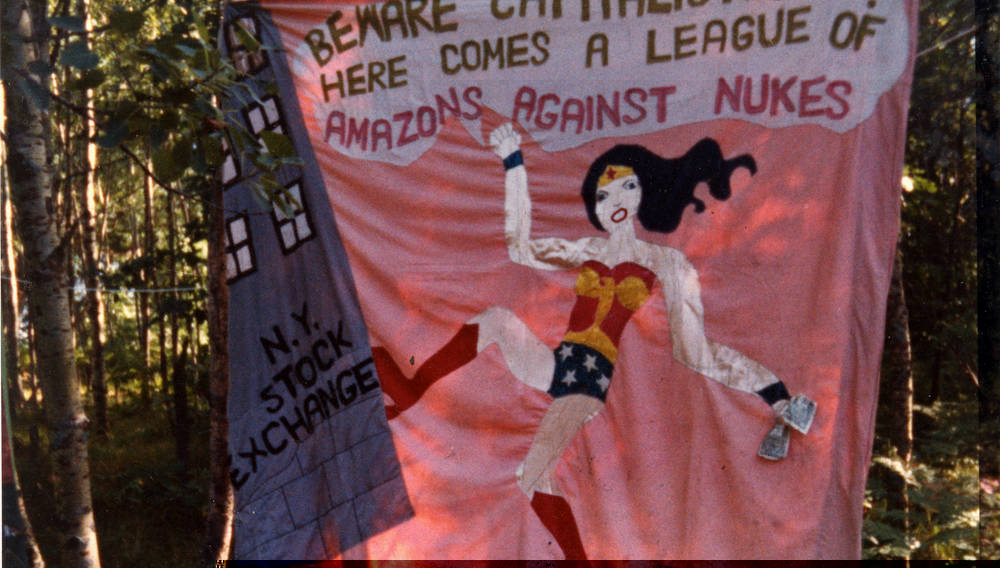 BEWARE
HERE COMES A LEAGUE OF
AMAZONS AGAINST NUKES
N.Y.
STOCK
EXCHANGE